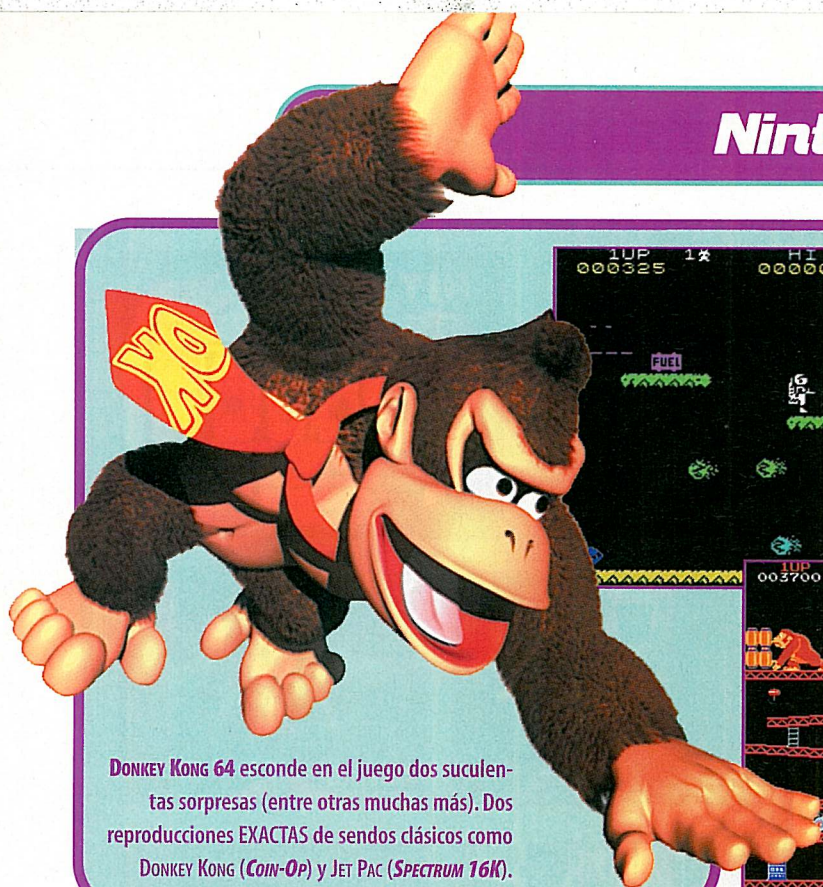 Nint
1UP 1 HI
000325 0000
FUEL
DK
1UP
003700
DONKEY KONG 64 esconde en el juego dos suculen-
tas sorpresas (entre otras muchas más). Dos
reproducciones EXACTAS de sendos clásicos como
DONKEY KONG (COIN-OP) y JET PAC (SPECTRUM 16K).